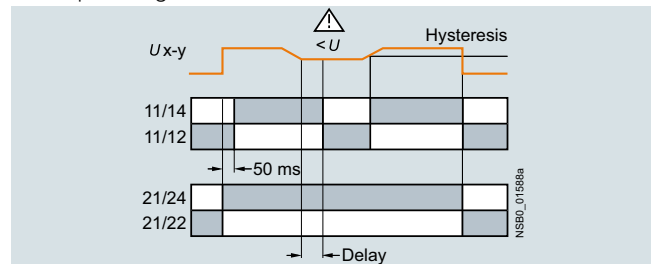 < U
Hysteresis
U x-y
11/14
11/12
50 ms
21/24
21/22
Delay
NSB0_01588a